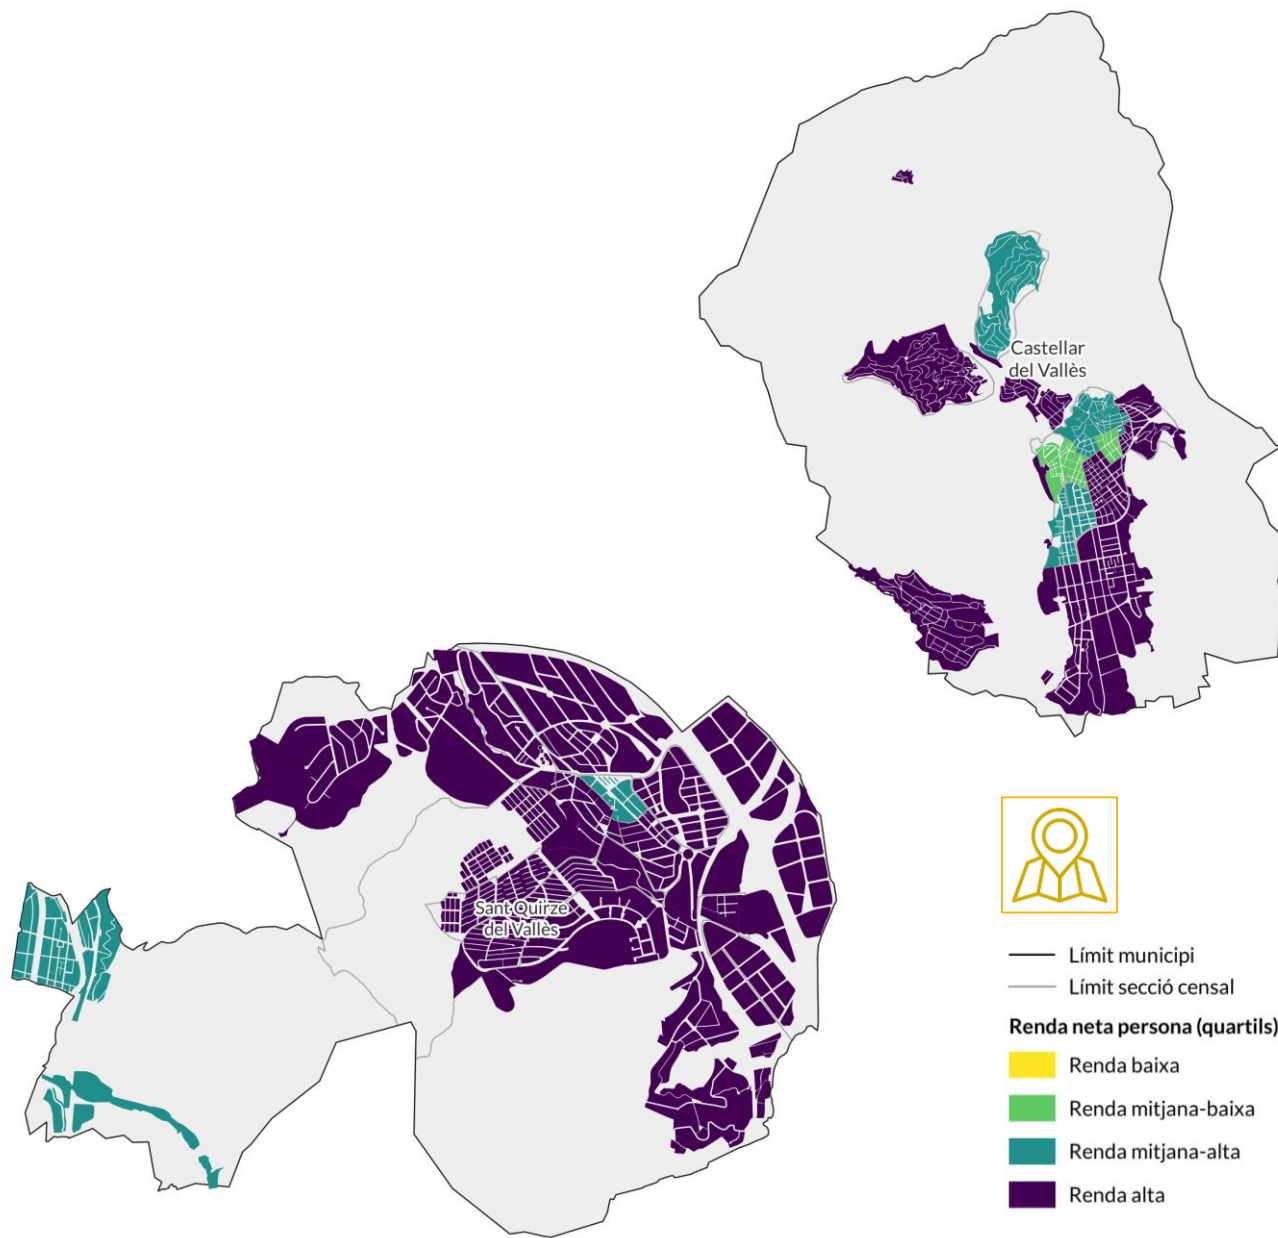 Castellar
del Vallès
Sant Quirze
del Vallès
Límit municipi
Límit secció censal
Renda neta persona (quartils)
Renda baixa
Renda mitjana-baixa
Renda mitjana-alta
Renda alta